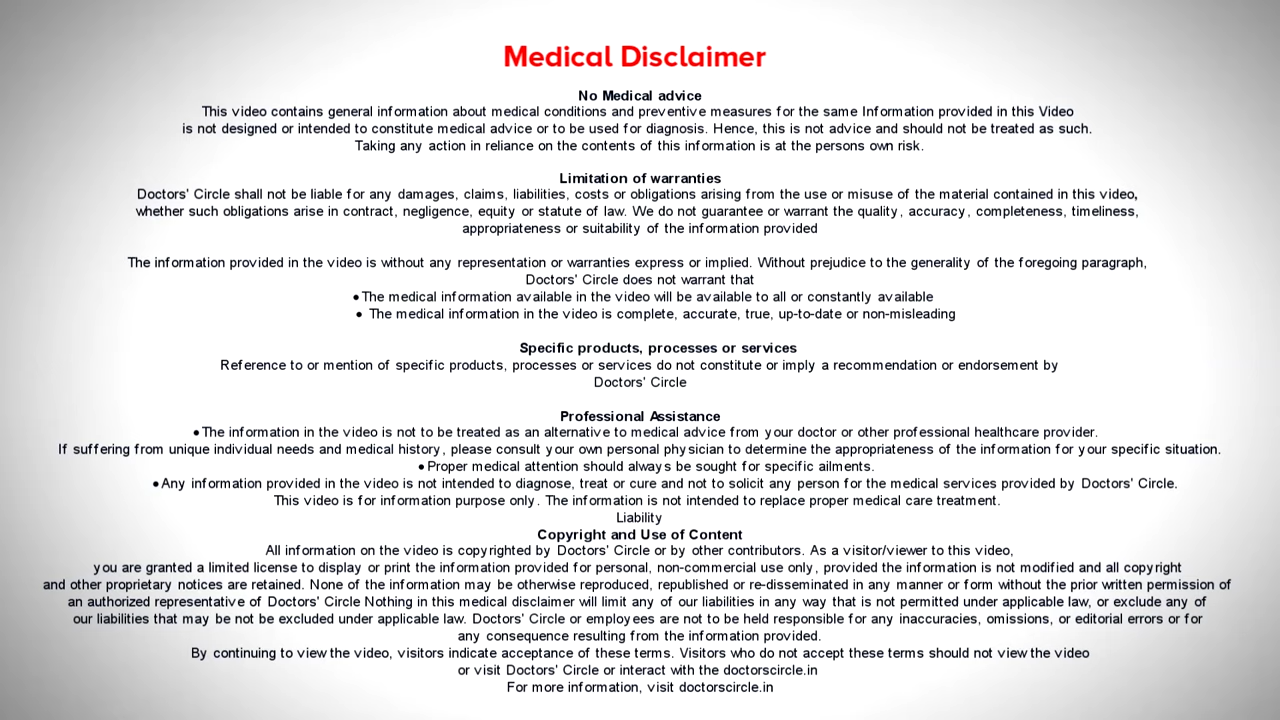 Medical Disclaimer
No Medical advice
This video contains general information about medical conditions and preventive measures for the same Information provided in this Video
is not designed or intended to constitute medical advice or to be used for diagnosis. Hence, this is not advice and should not be treated as such.
Taking any action in reliance on the contents of this information is at the persons own risk.
Limitation of warranties
Doctors' Circle shall not be liable for any damages, claims, liabilities, costs or obligations arising from the use or misuse of the material contained in this video,
whether such obligations arise in contract, negligence, equity or statute of law. We do not guarantee or warrant the quality, accuracy, completeness, timeliness,
appropriateness or suitability of the information provided
The information provided in the video is without any representation or warranties express or implied. Without prejudice to the generality of the foregoing paragraph,
Doctors' Circle does not warrant that
• The medical information available in the video will be available to all or constantly available
• The medical information in the video is complete, accurate, true, up-to-date or non-misleading
Specific products, processes or services
Reference to or mention of specific products, processes or services do not constitute or imply a recommendation or endorsement by
Doctors' Circle
Professional Assistance
• The information in the video is not to be treated as an alternative to medical advice from your doctor or other professional healthcare provider.
If suffering from unique individual needs and medical history, please consult your own personal physician to determine the appropriateness of the information for your specific situation.
• Proper medical attention should always be sought for specific ailments.
• Any information provided in the video is not intended to diagnose, treat or cure and not to solicit any person for the medical services provided by Doctors' Circle.
This video is for information purpose only. The information is not intended to replace proper medical care treatment.
Liability
Copyright and Use of Content
All information on the video is copyrighted by Doctors' Circle or by other contributors. As a visitor/viewer to this video,
you are granted a limited license to display or print the information provided for personal, non-commercial use only, provided the information is not modified and all copyright
and other proprietary notices are retained. None of the information may be otherwise reproduced, republished or re-disseminated in any manner or form without the prior written permission of
an authorized representative of Doctors' Circle Nothing in this medical disclaimer will limit any of our liabilities in any way that is not permitted under applicable law, or exclude any of
our liabilities that may be not be excluded under applicable law. Doctors' Circle or employees are not to be held responsible for any inaccuracies, omissions, or editorial errors or for
any consequence resulting from the information provided.
By continuing to view the video, visitors indicate acceptance of these terms. Visitors who do not accept these terms should not view the video
or visit Doctors' Circle or interact with the doctorscircle.in
For more information, visit doctorscircle.in